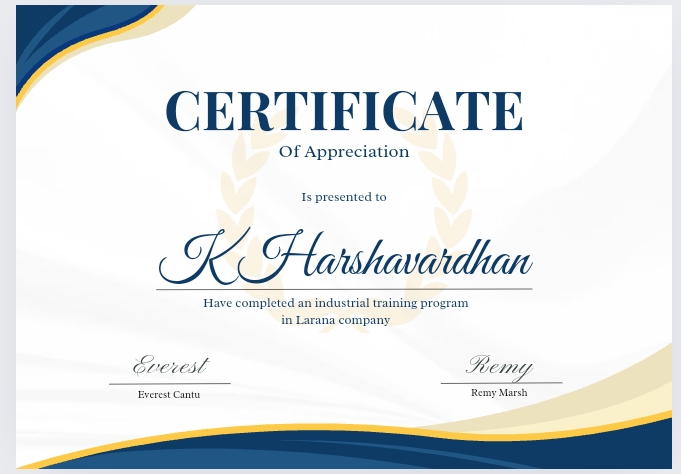 CERTIFICATE
Of Appreciation
Is presented to
K Harshavardhan
Have completed an industrial training program
in Larana company
Everest
Everest Cantu
Remy
Remy Marsh